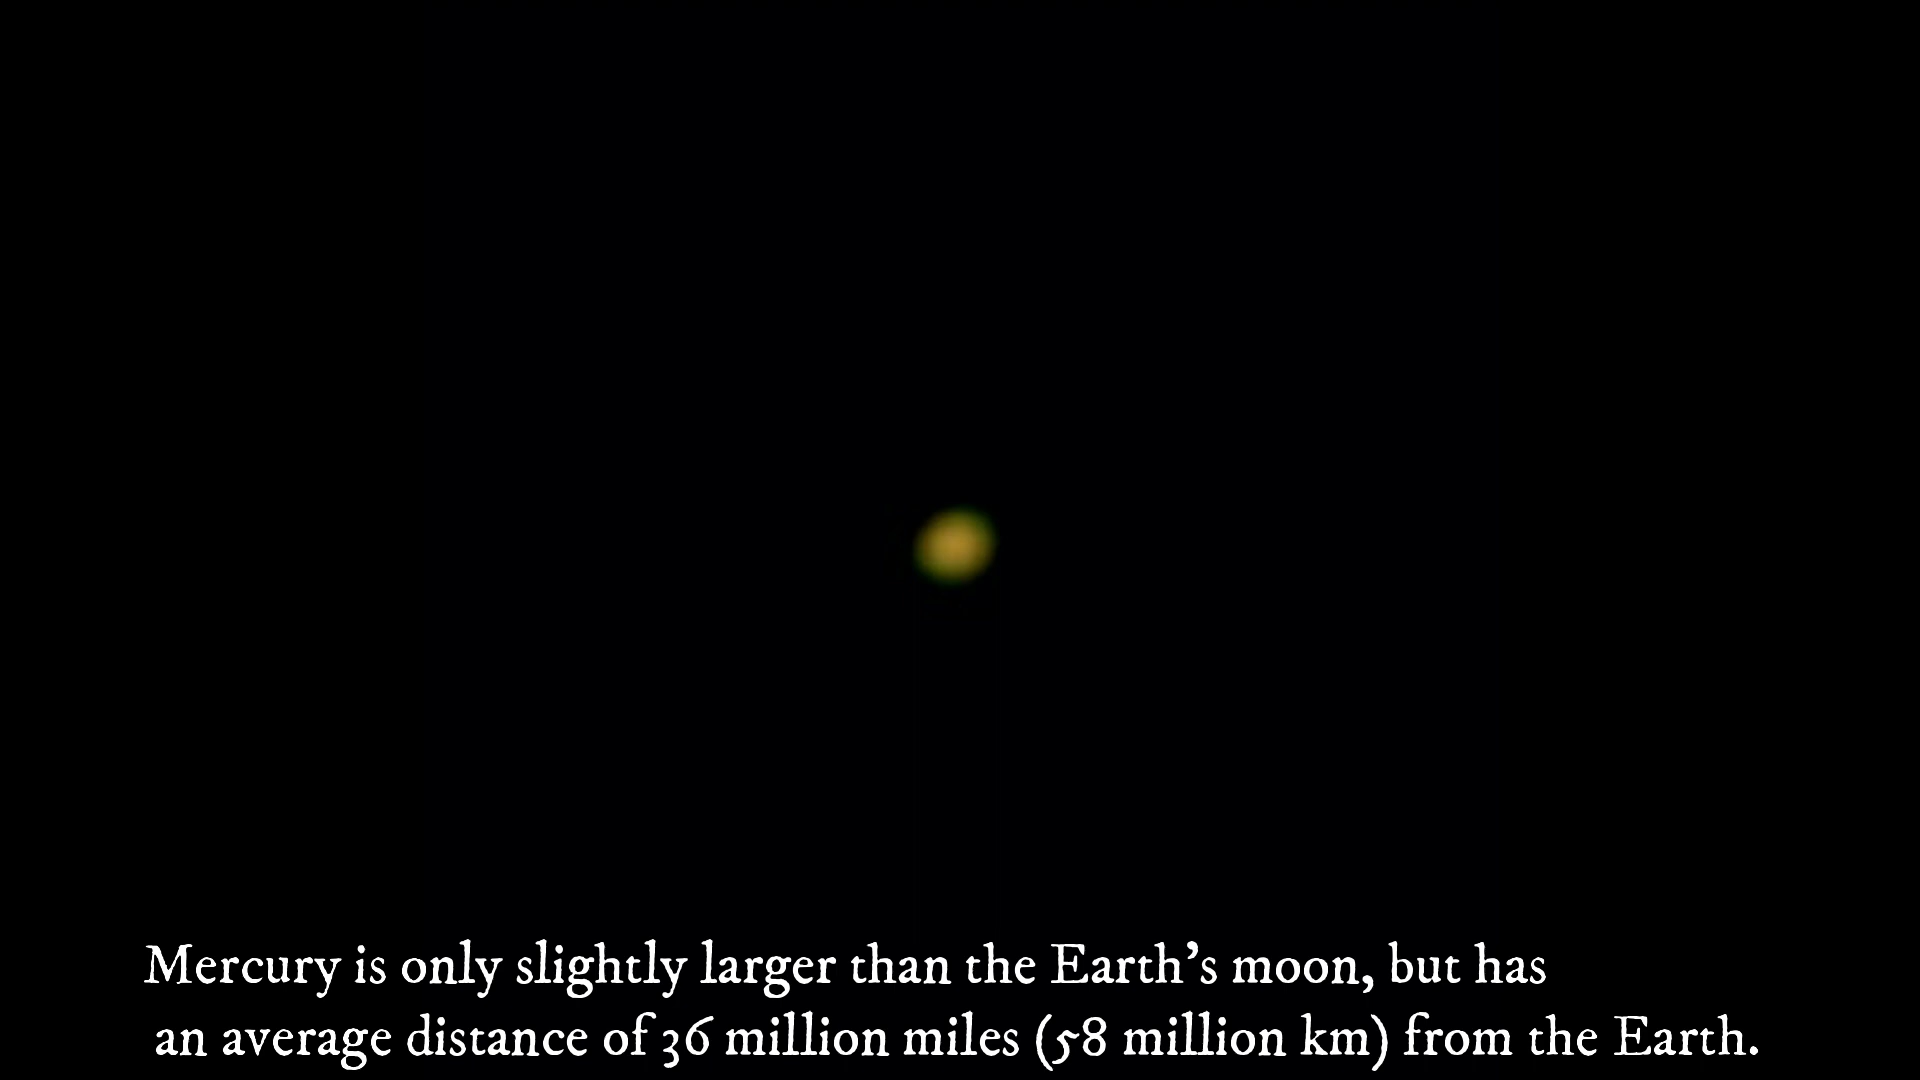 Mercury is only slightly larger than the Earth’s moon, but has
an average distance of 36 million miles (58 million km) from the Earth.